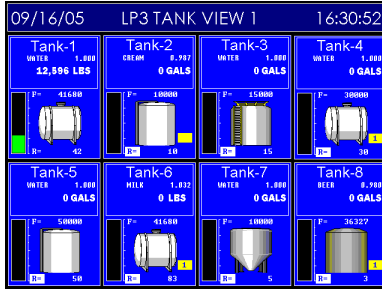 09/16/05 LP3 TANK VIEW 1 16:30:52
Tank-1 Tank-2 Tank-3 Tank-4
WATER 1.000 CREAM 0.987 WATER 1.000 WATER 1.000
12,596 LBS 0 GALS 0 GALS 0 GALS
F= 41680 F= 10000 F= 15000 F= 30000
1
R= 42 R= 10 R= 15 R= 30
Tank-5 Tank-6 Tank-7 Tank-8
WATER 1.000 MILK 1.032 WATER 1.000 BEER 0.980
0 GALS 0 LBS 0 GALS 0 GALS
F= 50000 F= 41680 F= 10000 F= 36327
1 1
R= 50 R= 83 R= 5 R= 3